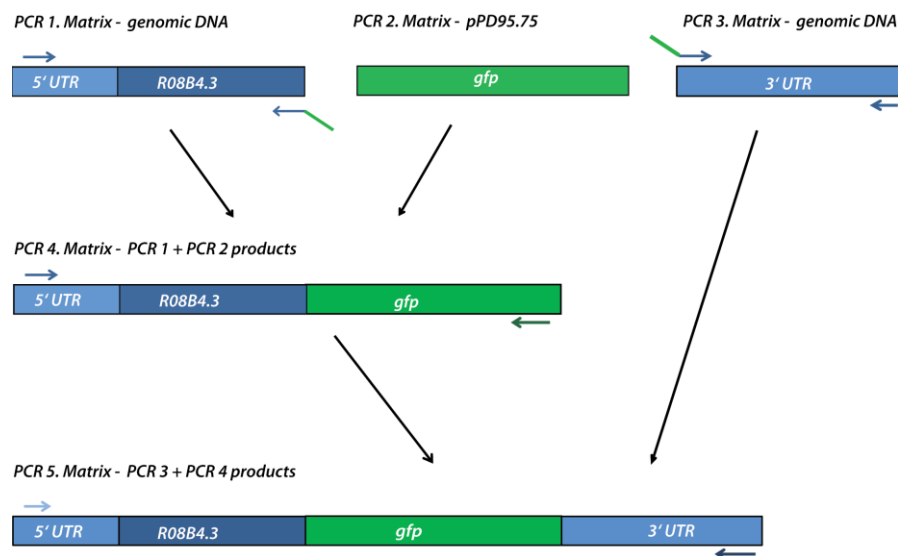 PCR 1. Matrix - genomic DNA
PCR 2. Matrix - pPD95.75
PCR 3. Matrix - genomic DNA
5' UTR R08B4.3
gfp
3' UTR
PCR 4. Matrix - PCR 1 + PCR 2 products
5' UTR R08B4.3 gfp
PCR 5. Matrix - PCR 3 + PCR 4 products
5' UTR R08B4.3 gfp 3' UTR